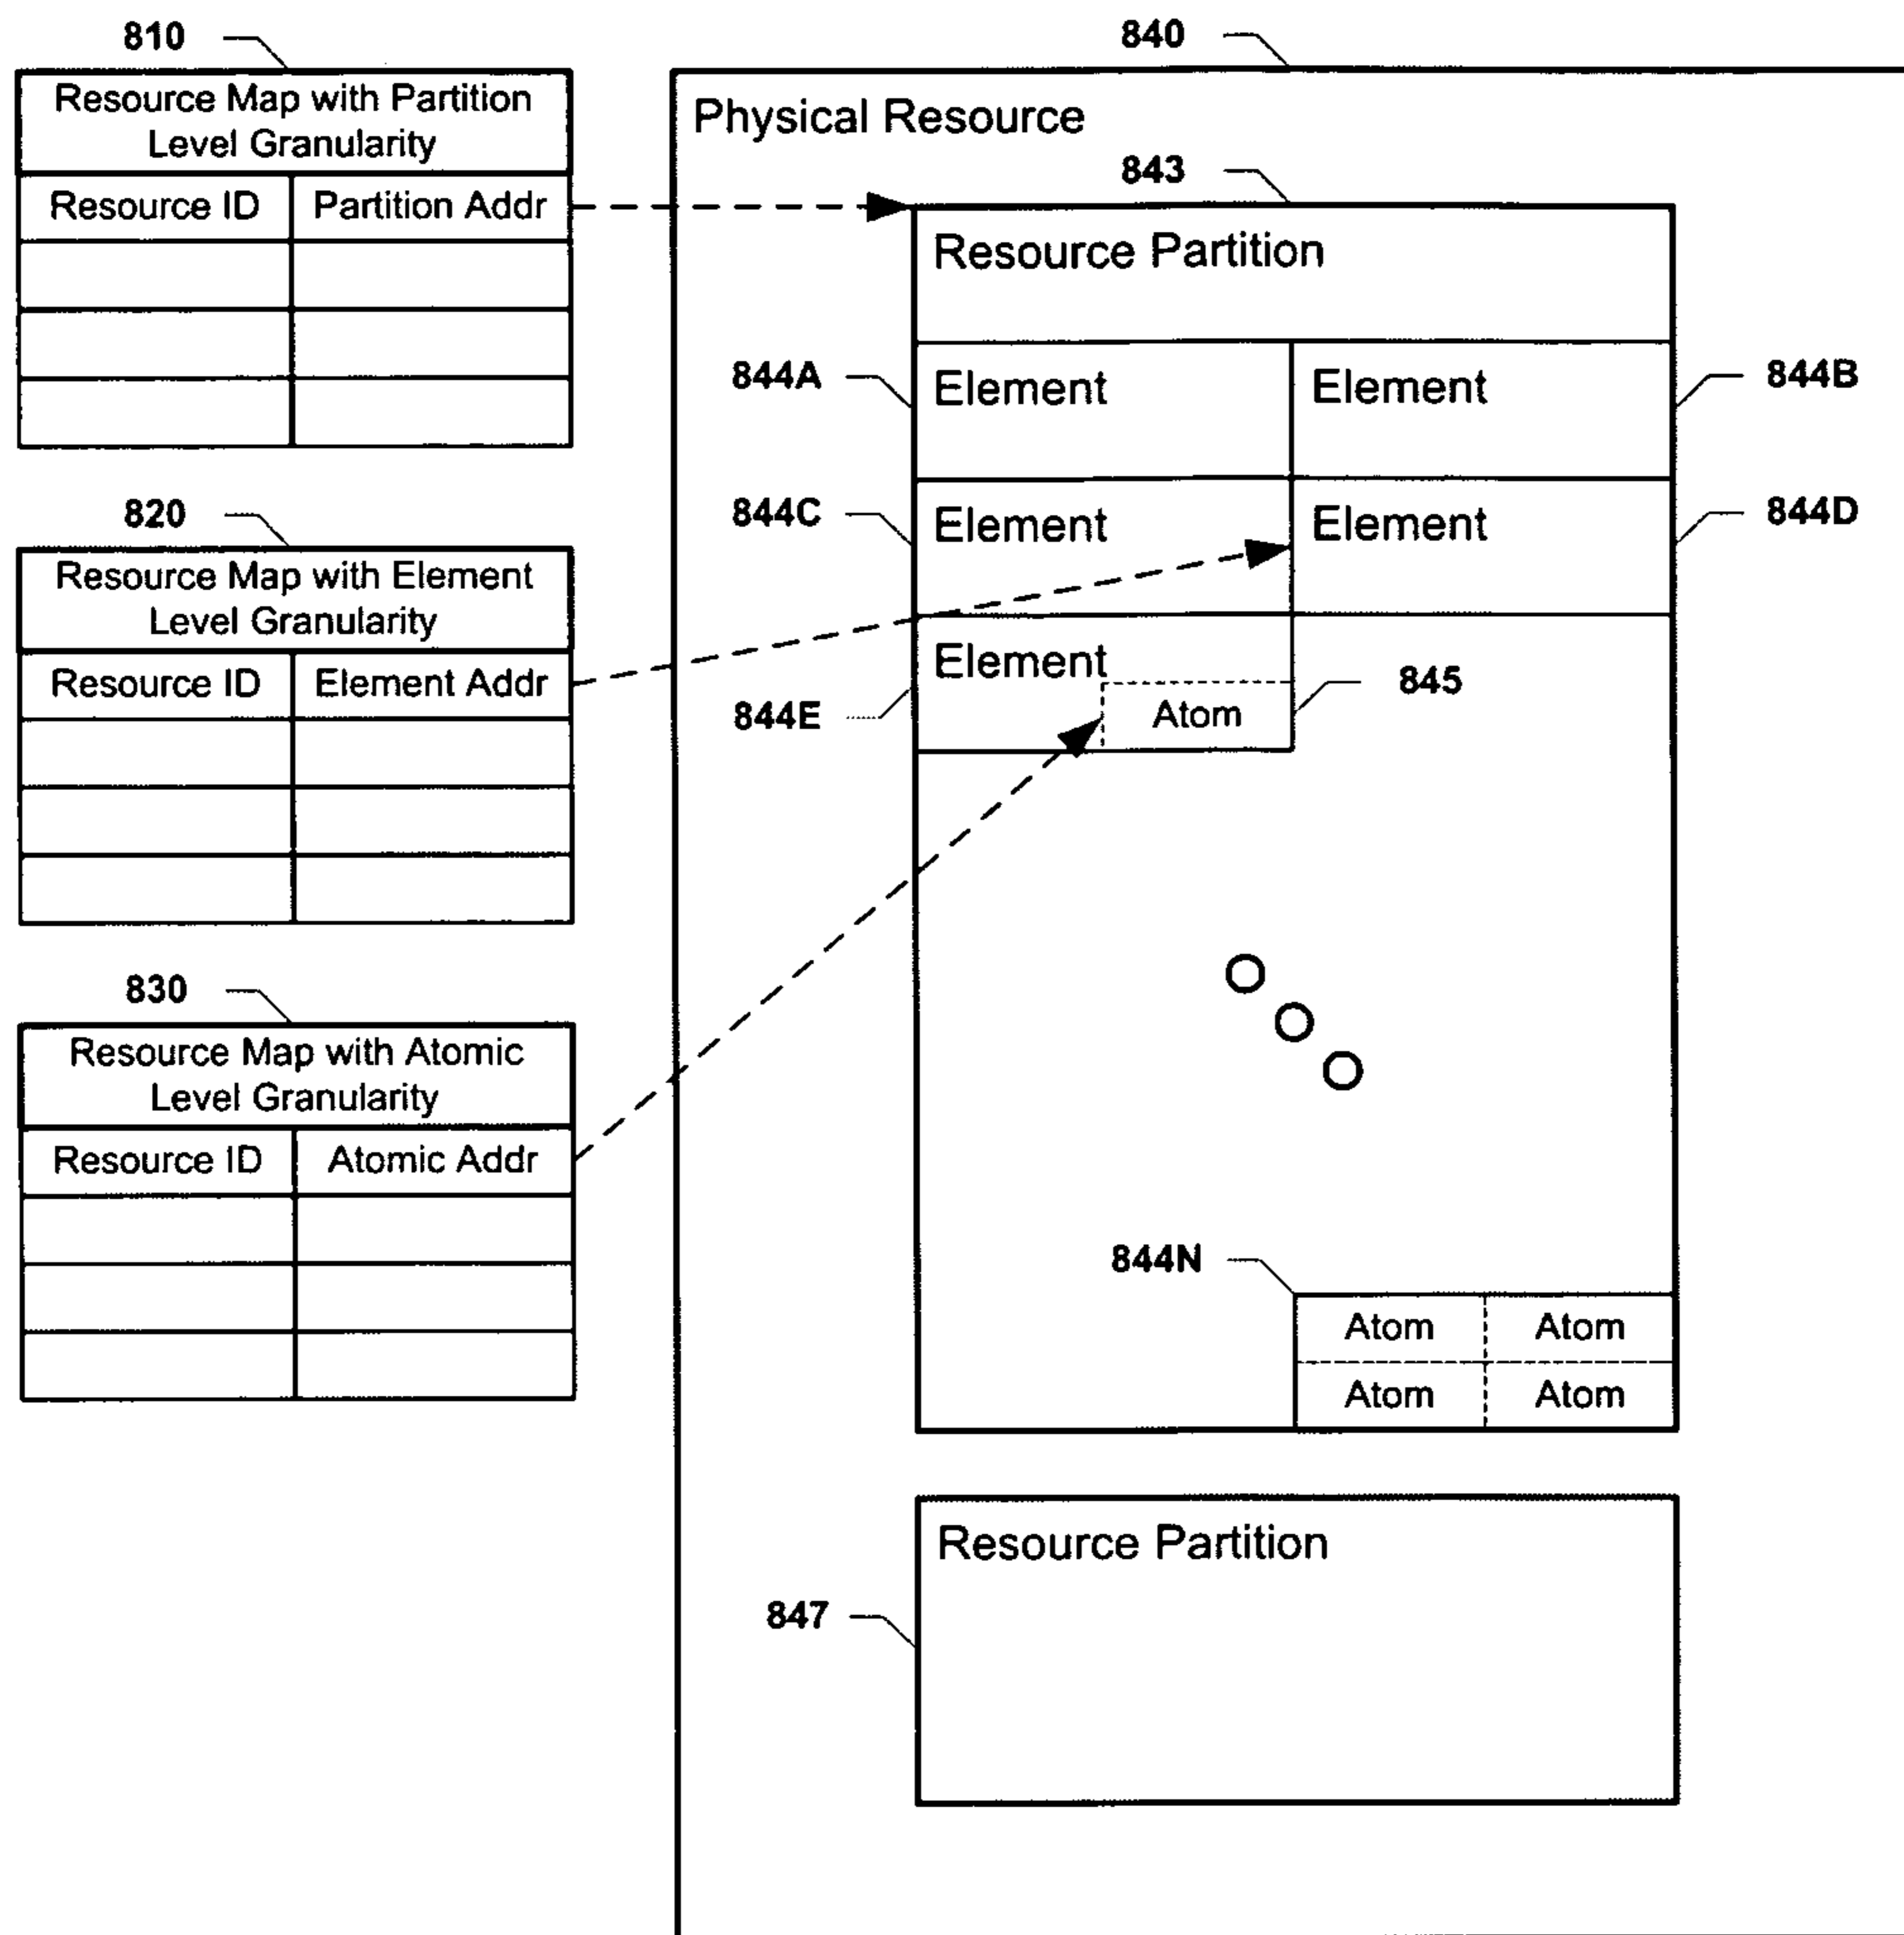 810
Resource Map with Partition
Level Granularity
Resource ID
Partition Addr
820
Resource Map with Element
Level Granularity
Resource ID
Element Addr
830
Resource Map with Atomic
Level Granularity
Resource ID
Atomic Addr
840
Physical Resource
843
Resource Partition
844A
Element
Element
844B
844C
Element
Element
844D
Element
844E
Atom
845
844N
Atom
Atom
Atom
Atom
Resource Partition
847